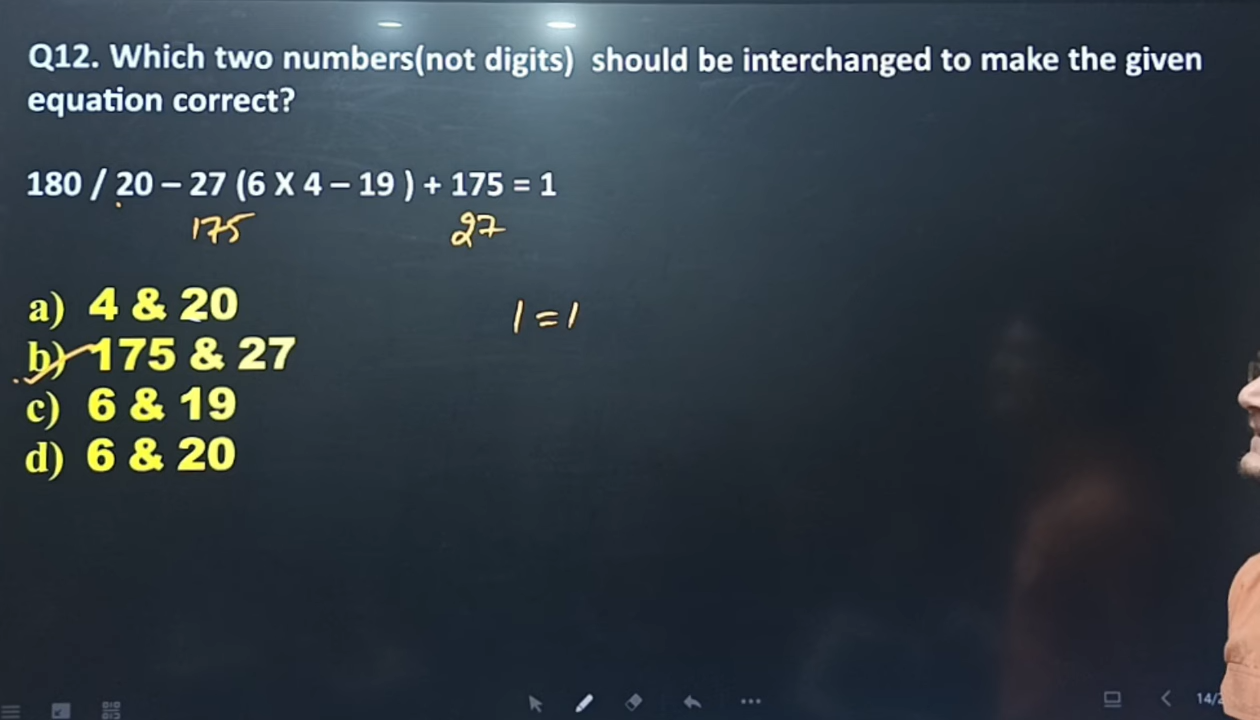 Q12. Which two numbers(not digits) should be interchanged to make the given
equation correct?
180 / 20 – 27 (6 X 4 – 19 ) + 175 = 1
175 27
a) 4 & 20
1 = 1
b) 175 & 27
c) 6 & 19
d) 6 & 20